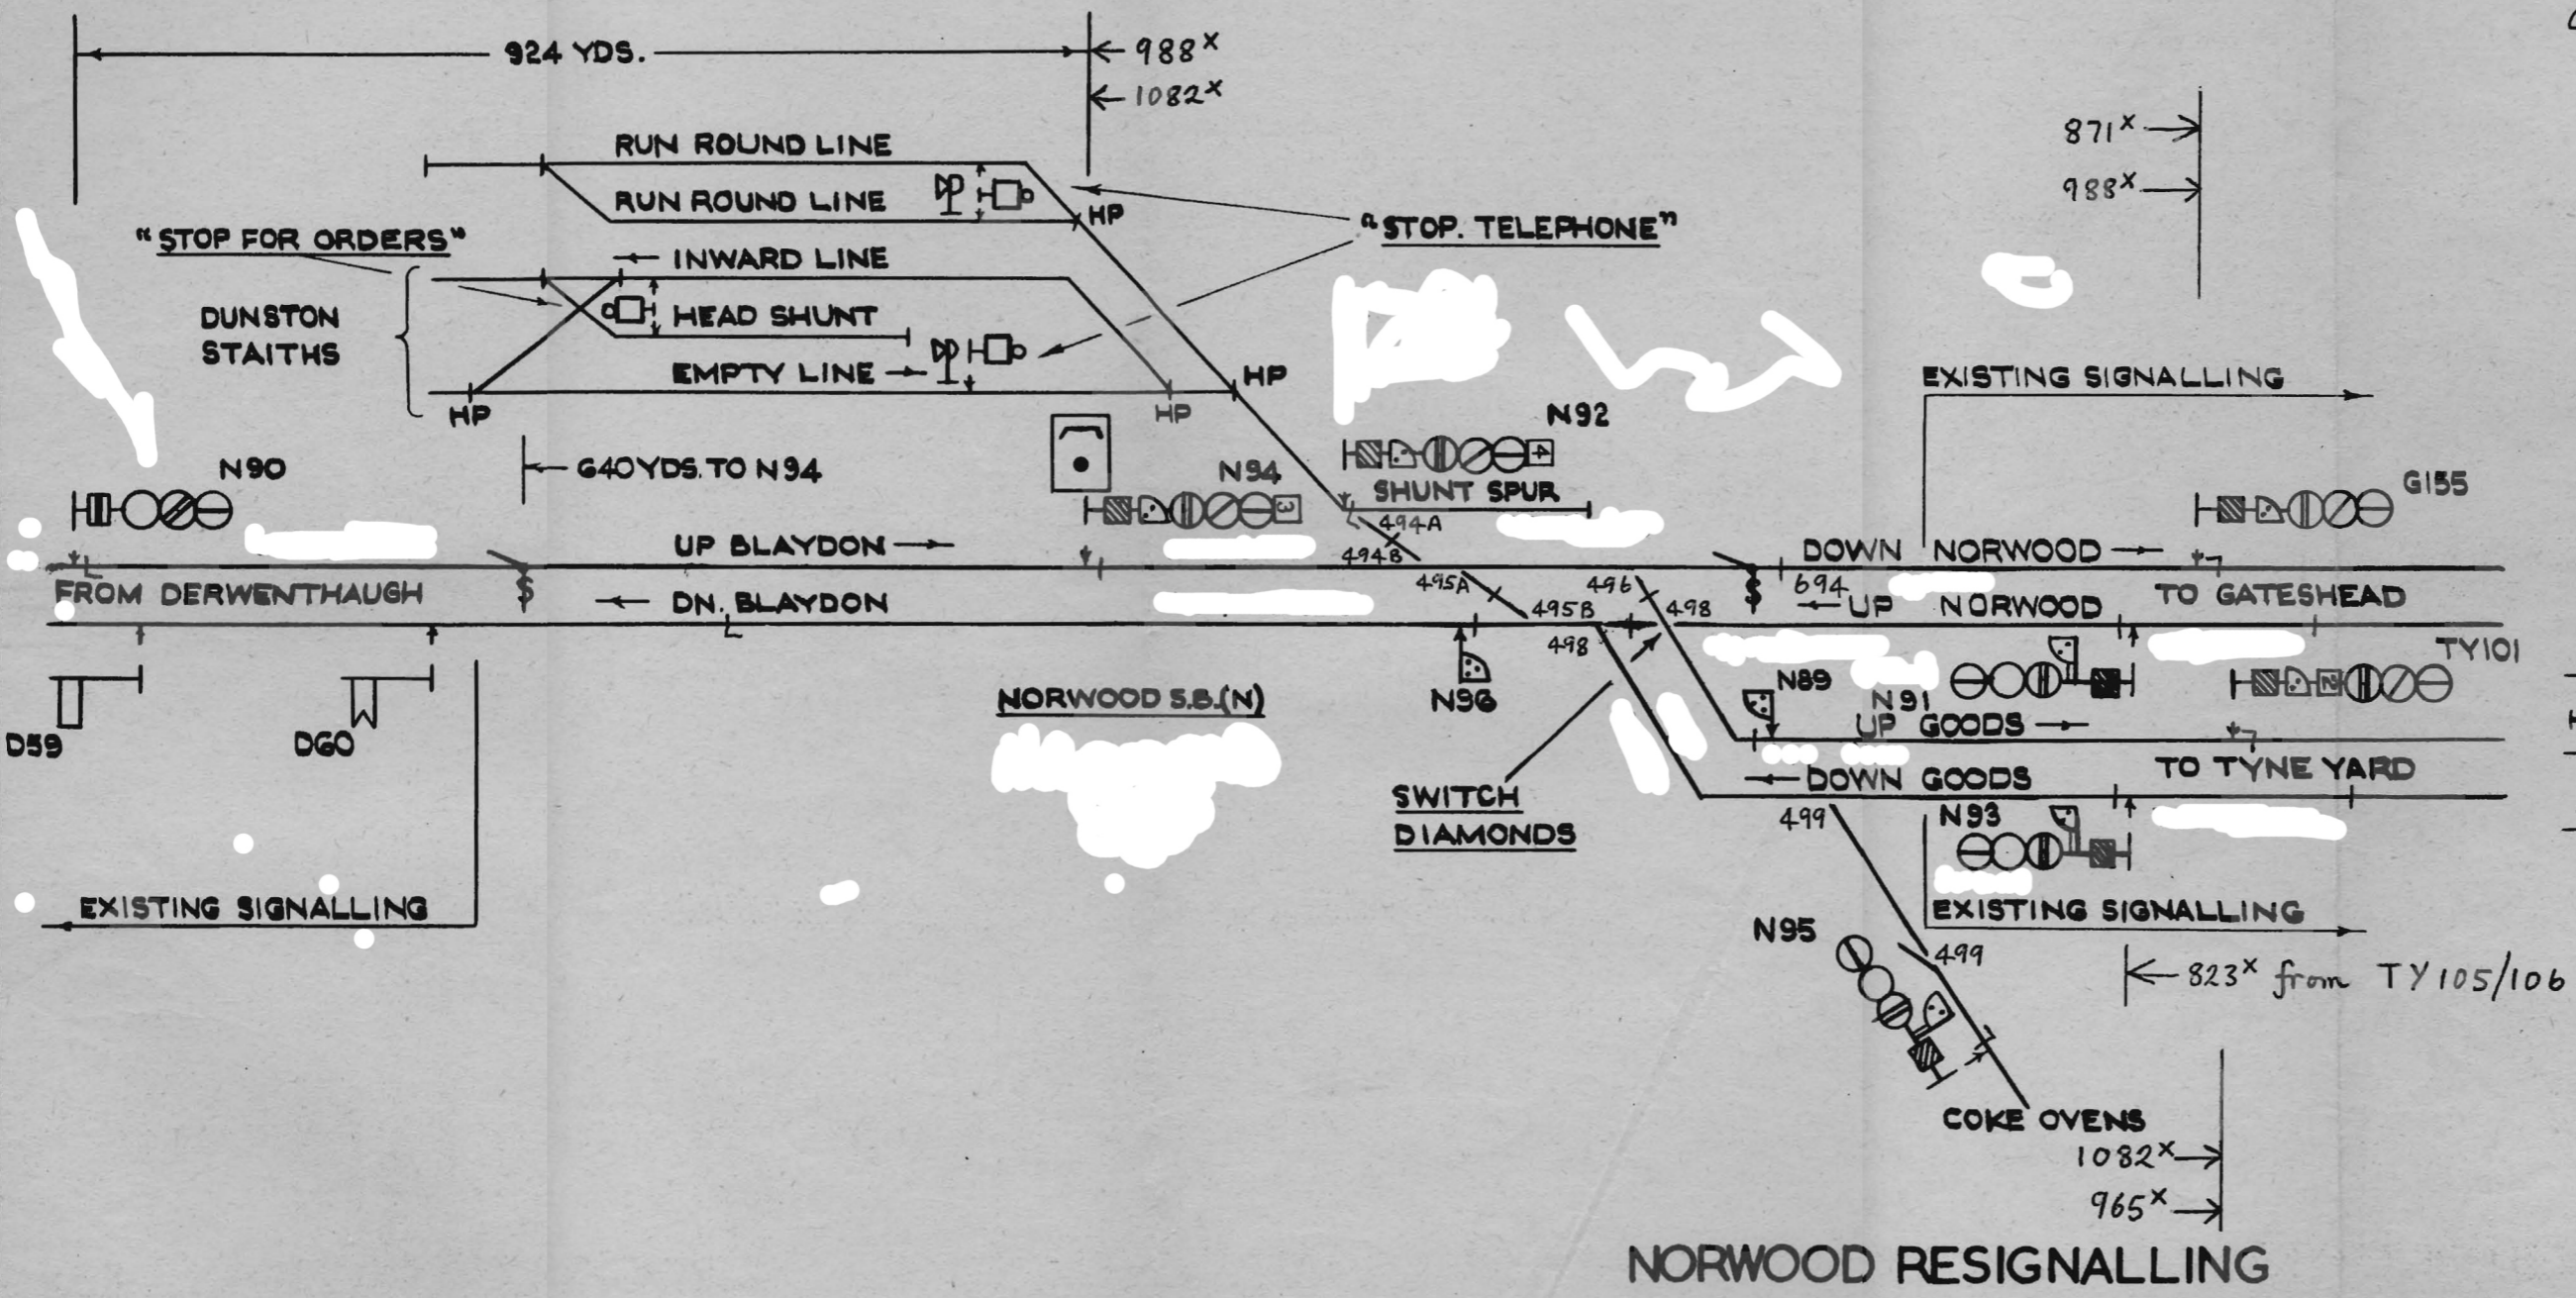 924 YDS.
988x
1082x
871x
988x
RUN ROUND LINE
RUN ROUND LINE
HP
"STOP. TELEPHONE"
"STOP FOR ORDERS"
INWARD LINE
DUNSTON
STAITHS
HEAD SHUNT
EMPTY LINE
HP
HP
HP
EXISTING SIGNALLING
N92
N90
640 YDS. TO N94
N94
SHUNT SPUR
G155
494A
494B
UP BLAYDON
DOWN NORWOOD
FROM DERWENTHAUGH
DN. BLAYDON
495A
495B
496
498
694
UP NORWOOD
TO GATESHEAD
498
TY101
D59
D60
NORWOOD S.B.(N)
N96
N89
N91
UP GOODS
SWITCH
DIAMONDS
DOWN GOODS
TO TYNE YARD
499
N93
EXISTING SIGNALLING
EXISTING SIGNALLING
N95
499
823x from TY105/106
COKE OVENS
1082x
965x
NORWOOD RESIGNALLING